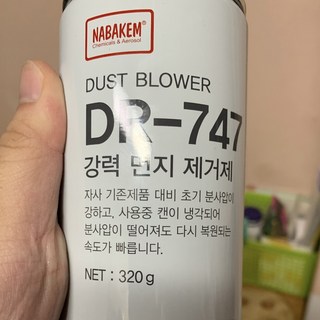 NABAKEM®
Chemicals & Aerosol
DUST BLOWER
DR-747
강력 먼지 제거제
자사 기존제품 대비 초기 분사압이
강하고, 사용중 캔이 냉각되어
분사압이 떨어져도 다시 복원되는
속도가 빠릅니다.
NET : 320 g